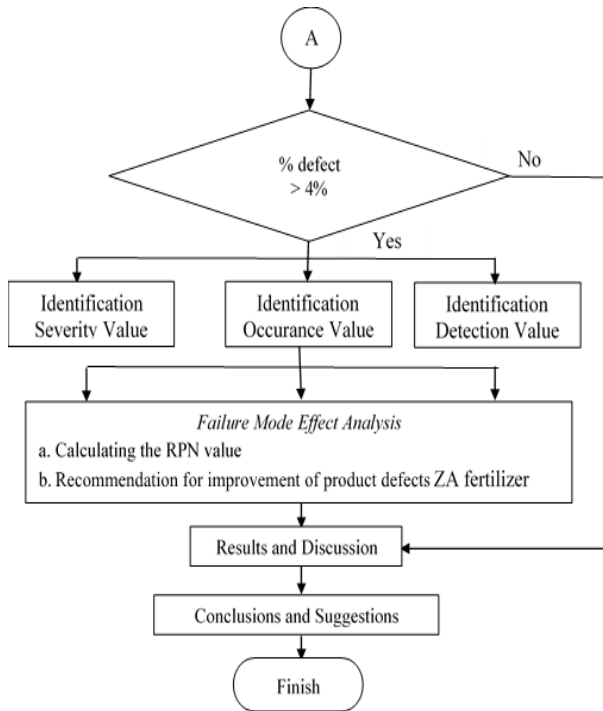 A
% defect
> 4%
No
Yes
Identification
Severity Value
Identification
Occurance Value
Identification
Detection Value
Failure Mode Effect Analysis
a. Calculating the RPN value
b. Recommendation for improvement of product defects ZA fertilizer
Results and Discussion
Conclusions and Suggestions
Finish